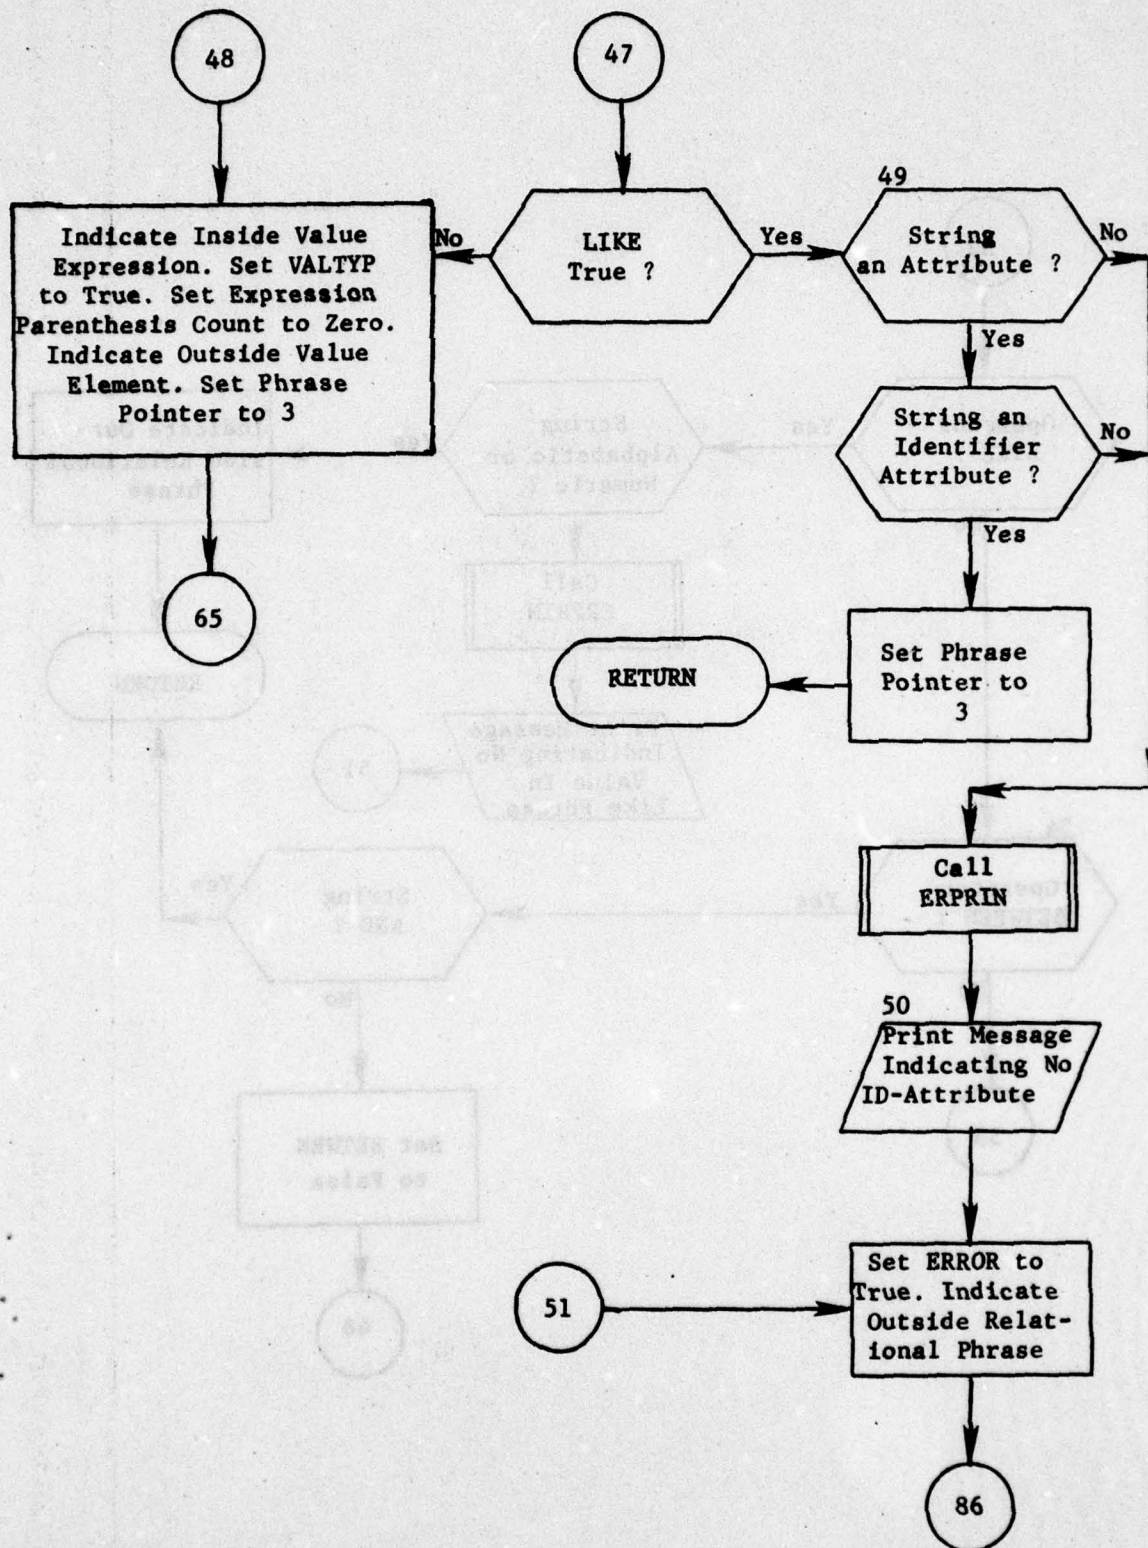 48
47
Indicate Inside Value
Expression. Set VALTYP
to True. Set Expression
Parenthesis Count to Zero.
Indicate Outside Value
Element. Set Phrase
Pointer to 3
No
LIKE
True ?
Yes
49
String
an Attribute ?
No
Yes
String an
Identifier
Attribute ?
No
Yes
65
RETURN
Set Phrase
Pointer to
3
Call
ERPRIN
50
Print Message
Indicating No
ID-Attribute
51
Set ERROR to
True. Indicate
Outside Relat-
ional Phrase
86